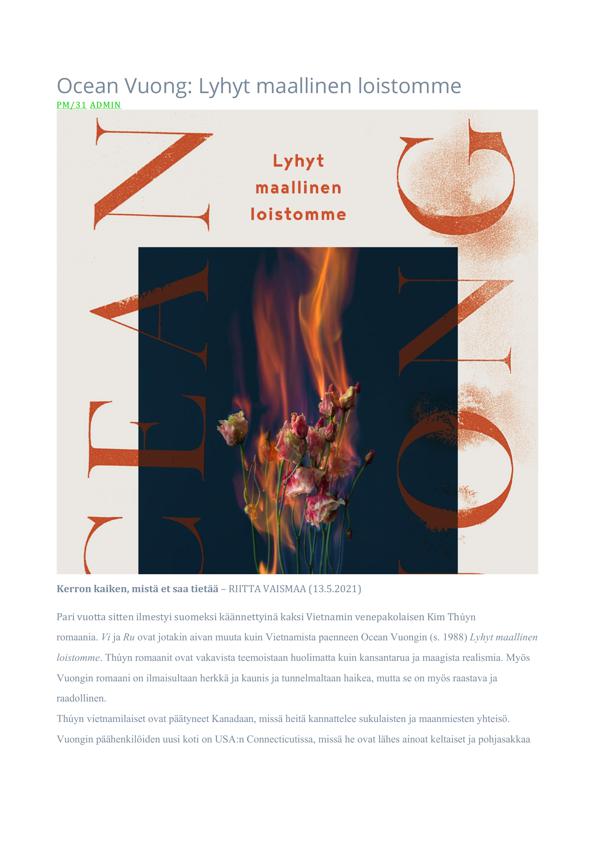 Ocean Vuong: Lyhyt maallinen loistomme
PM/31 ADMIN
CEAN
Lyhyt
maallinen
loistomme
UONG
Kerron kaiken, mistä et saa tietää – RIITTA VAISMAA (13.5.2021)
Pari vuotta sitten ilmestyi suomeksi käännettyinä kaksi Vietnamin venepakolaisen Kim Thúyn
romaania. Vi ja Ru ovat jotakin aivan muuta kuin Vietnamista paenneen Ocean Vuongin (s. 1988) Lyhyt maallinen
loistomme. Thúyn romaanit ovat vakavista teemoistaan huolimatta kuin kansantarua ja maagista realismia. Myös
Vuongin romaani on ilmaisultaan herkkä ja kaunis ja tunnelmaltaan haikea, mutta se on myös raastava ja
raadollinen.
Thúyn vietnamilaiset ovat päätyneet Kanadaan, missä heitä kannattelee sukulaisten ja maanmiesten yhteisö.
Vuongin päähenkilöiden uusi koti on USA:n Connecticutissa, missä he ovat lähes ainoat keltaiset ja pohjasakkaa